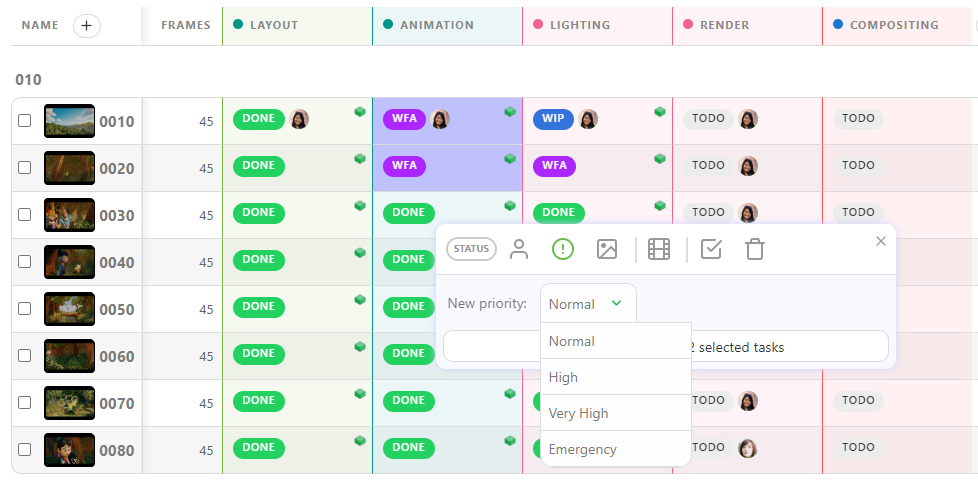 NAME + FRAMES LAYOUT ANIMATION LIGHTING RENDER COMPOSITING
010
0010 45 DONE WFA WIP TODO TODO
0020 45 DONE WFA WFA TODO TODO
0030 45 DONE DONE DONE TODO TODO
STATUS
0040 45 DONE DONE
New priority: Normal
0050 45 DONE DONE
Normal
2 selected tasks
0060 45 DONE DONE
High
0070 45 DONE DONE TODO TODO
Very High
0080 45 DONE DONE TODO TODO
Emergency